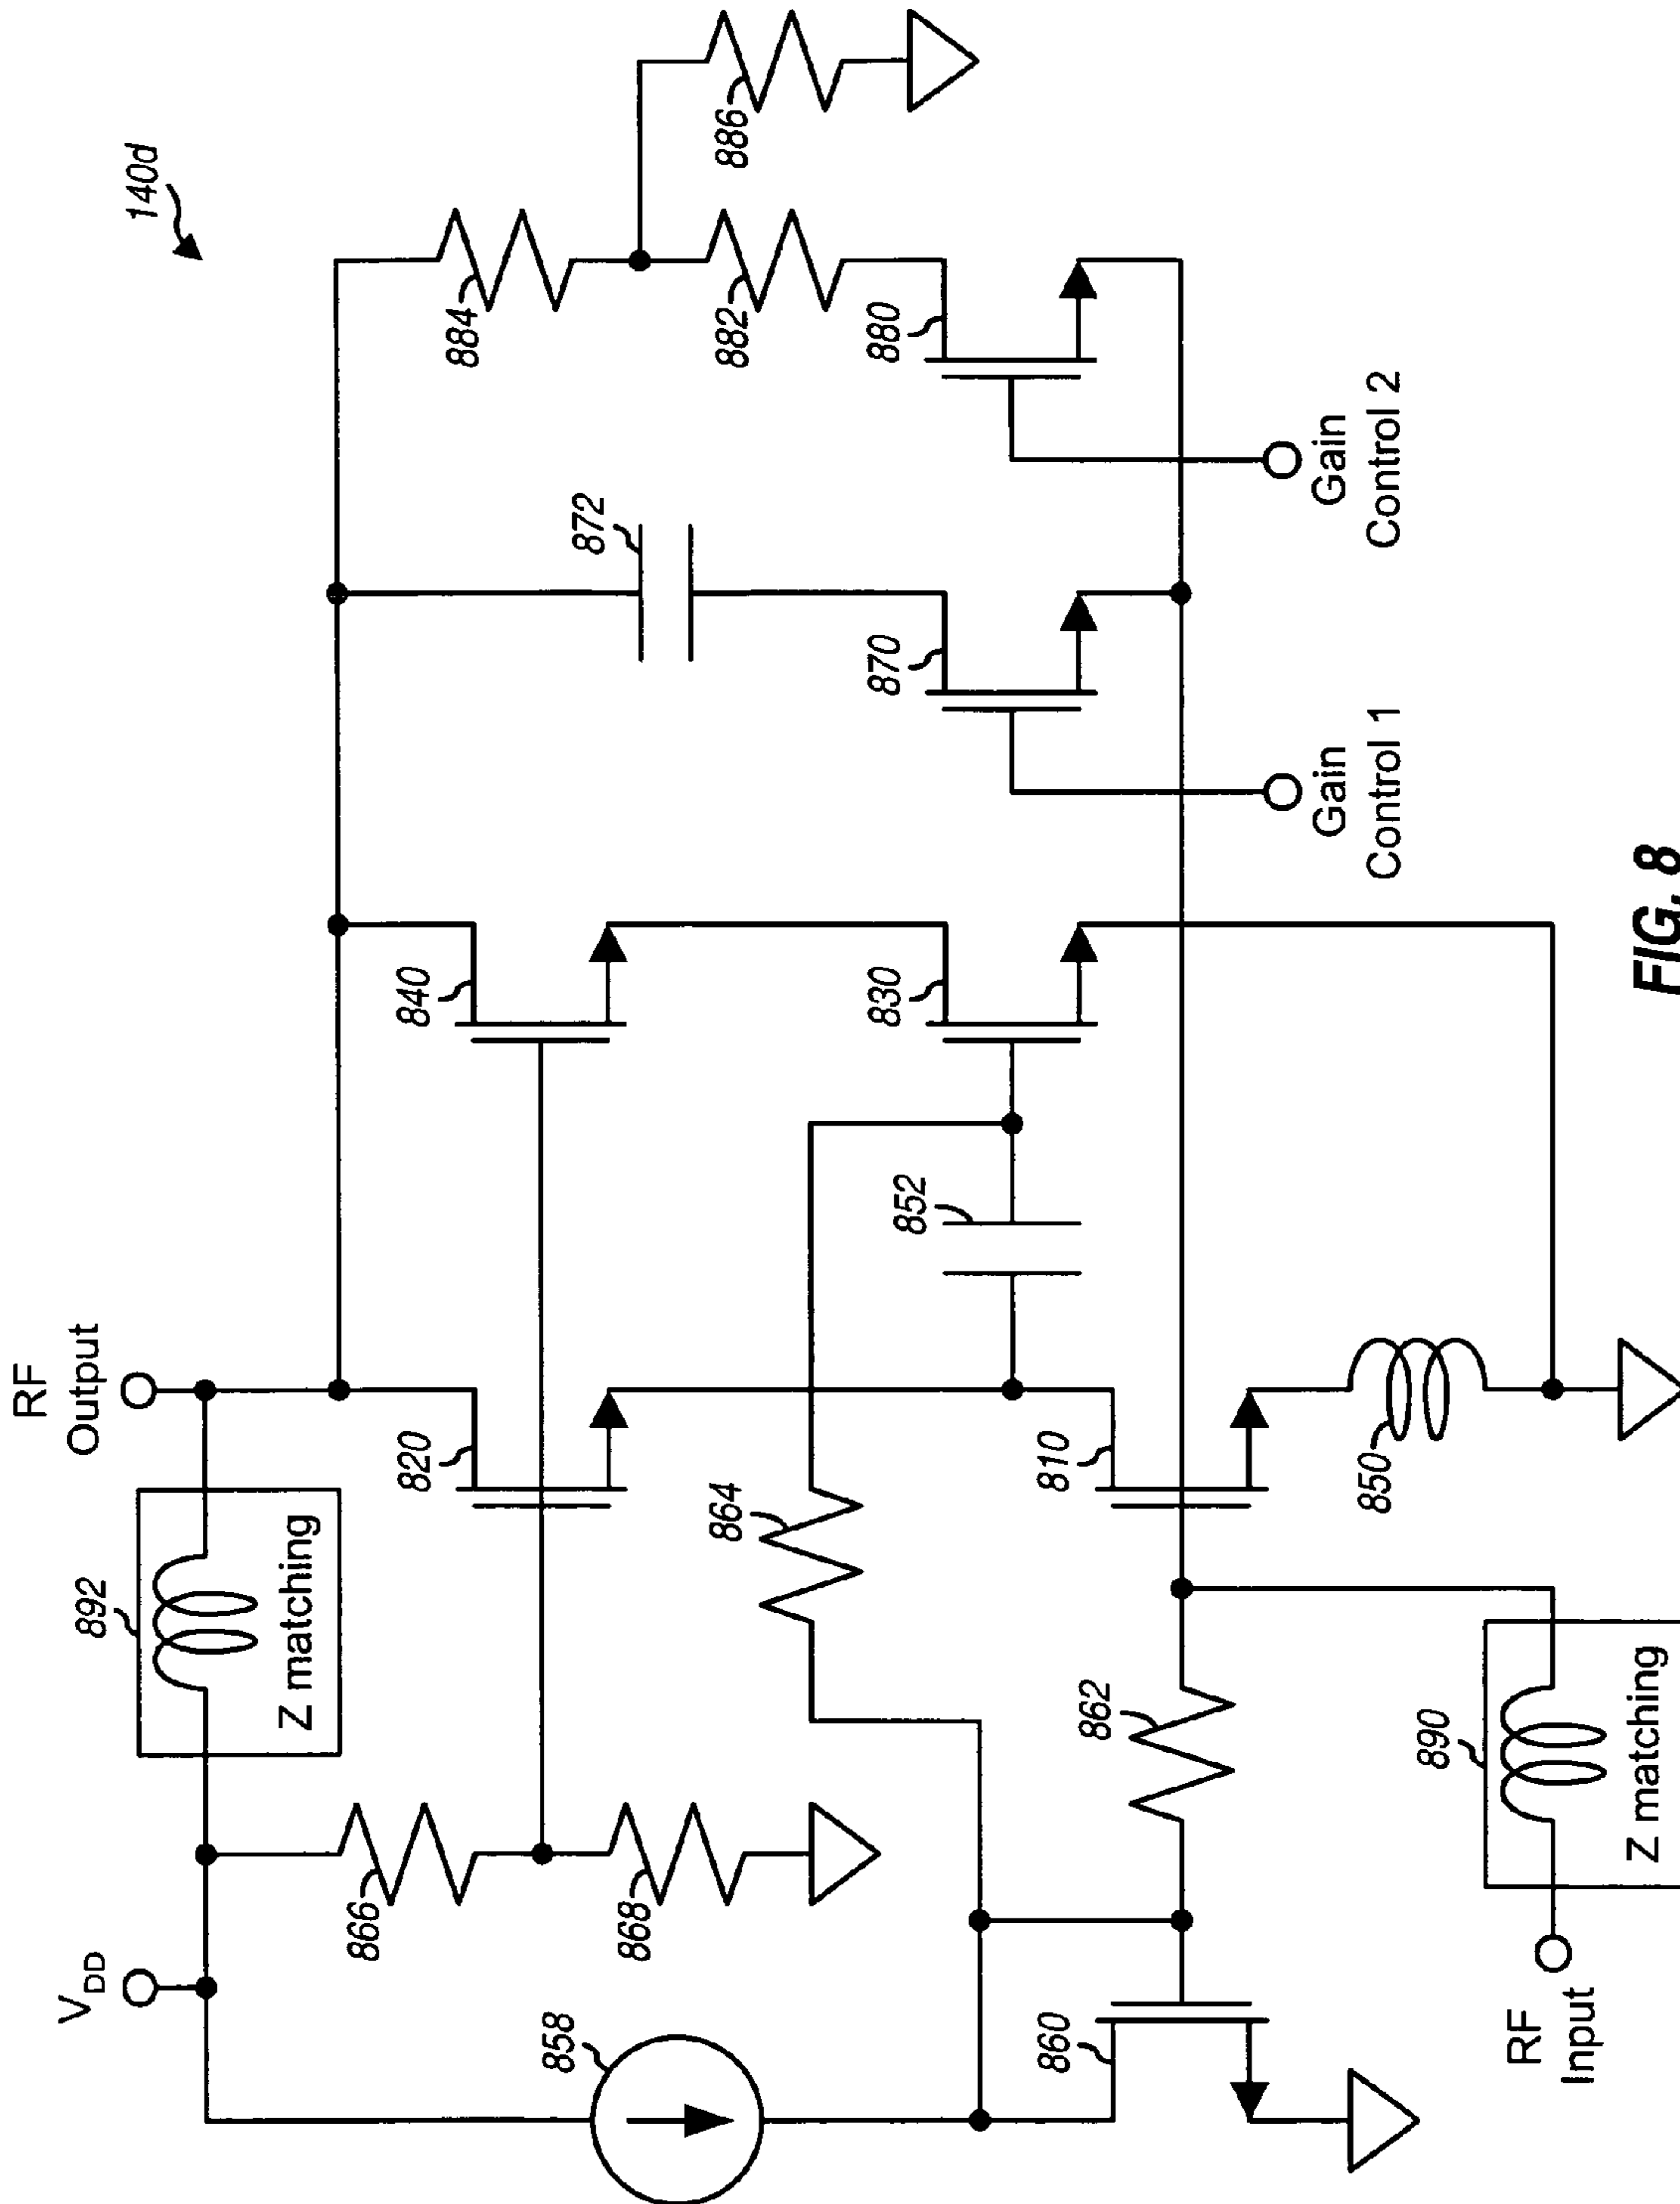 140d
RF
Output
V_DD
892
Z matching
884
886
866
820
840
872
882
868
864
858
852
830
870
880
810
862
860
850
Gain
Control 1
Gain
Control 2
890
Z matching
RF
Input
FIG. 8